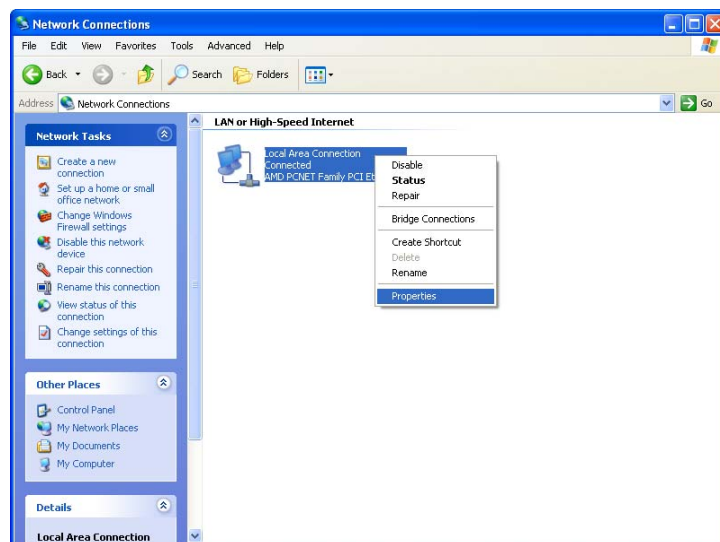 Network Connections
File Edit View Favorites Tools Advanced Help
Back Search Folders
Address Network Connections Go
Network Tasks
Create a new
connection
Set up a home or small
office network
Change Windows
Firewall settings
Disable this network
device
Repair this connection
Rename this connection
View status of this
connection
Change settings of this
connection
Other Places
Control Panel
My Network Places
My Documents
My Computer
Details
Local Area Connection
LAN or High-Speed Internet
Local Area Connection
Connected
AMD PCNET Family PCI
Disable
Status
Repair
Bridge Connections
Create Shortcut
Delete
Rename
Properties